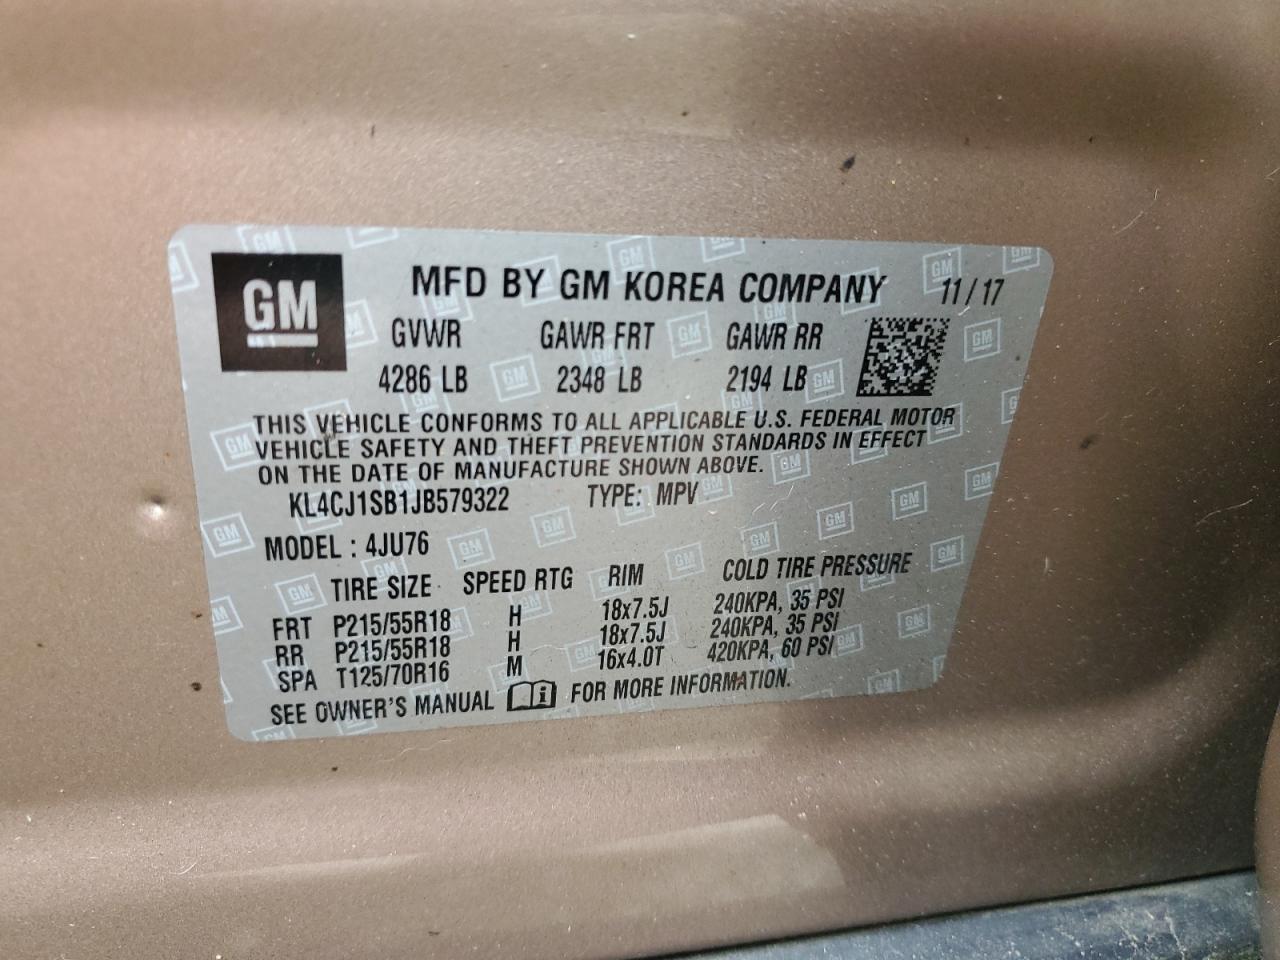 GM
MFD BY GM KOREA COMPANY 11/17
GVWR GAWR FRT GAWR RR
4286 LB 2348 LB 2194 LB
THIS VEHICLE CONFORMS TO ALL APPLICABLE U.S. FEDERAL MOTOR
VEHICLE SAFETY AND THEFT PREVENTION STANDARDS IN EFFECT
ON THE DATE OF MANUFACTURE SHOWN ABOVE.
KL4CJ1SB1JB579322 TYPE: MPV
MODEL : 4JU76
TIRE SIZE SPEED RTG RIM COLD TIRE PRESSURE
FRT P215/55R18 H 18x7.5J 240KPA, 35 PSI
RR P215/55R18 H 18x7.5J 240KPA, 35 PSI
SPA T125/70R16 M 16x4.0T 420KPA, 60 PSI
SEE OWNER'S MANUAL i FOR MORE INFORMATION.